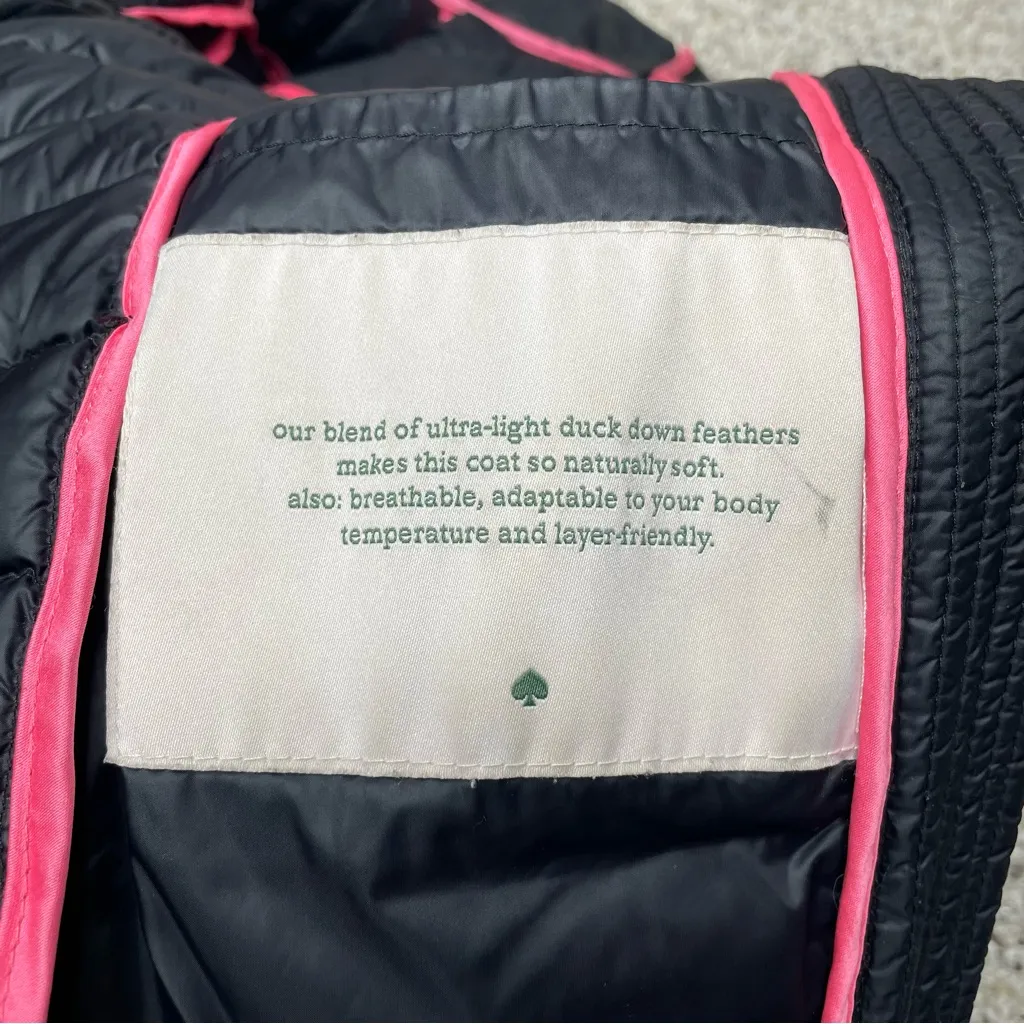 our blend of ultra-light duck down feathers
makes this coat so naturally soft.
also: breathable, adaptable to your body
temperature and layer-friendly.